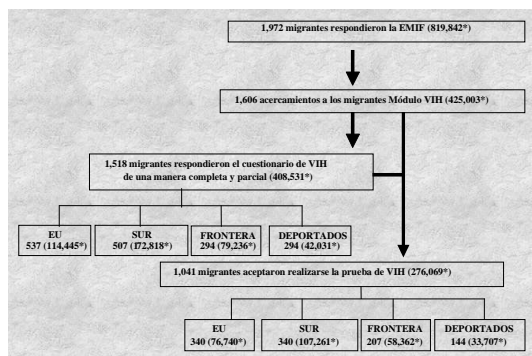 1,972 migrantes respondieron la EMIF (819,842*)
1,606 acercamientos a los migrantes Módulo VIH (425,003*)
1,518 migrantes respondieron el cuestionario de VIH
de una manera completa y parcial (408,531*)
EU
537 (114,445*)
SUR
507 (172,818*)
FRONTERA
294 (79,236*)
DEPORTADOS
294 (42,031*)
1,041 migrantes aceptaron realizarse la prueba de VIH (276,069*)
EU
340 (76,740*)
SUR
340 (107,261*)
FRONTERA
207 (58,362*)
DEPORTADOS
144 (33,707*)